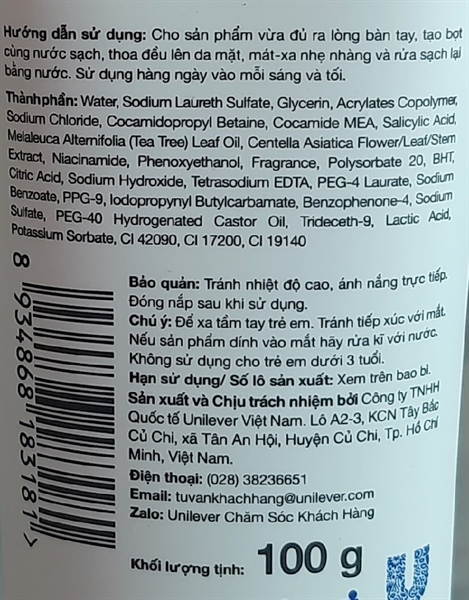 Hướng dẫn sử dụng: Cho sản phẩm vừa đủ ra lòng bàn tay, tạo bọt
cùng nước sạch, thoa đều lên da mặt, mát-xa nhẹ nhàng và rửa sạch lại
bằng nước. Sử dụng hàng ngày vào mỗi sáng và tối.
Thành phần: Water, Sodium Laureth Sulfate, Glycerin, Acrylates Copolymer,
Sodium Chloride, Cocamidopropyl Betaine, Cocamide MEA, Salicylic Acid,
Melaleuca Alternifolia (Tea Tree) Leaf Oil, Centella Asiatica Flower/Leaf/Stem
Extract, Niacinamide, Phenoxyethanol, Fragrance, Polysorbate 20, BHT,
Citric Acid, Sodium Hydroxide, Tetrasodium EDTA, PEG-4 Laurate, Sodium
Benzoate, PPG-9, Iodopropynyl Butylcarbamate, Benzophenone-4, Sodium
Sulfate, PEG-40 Hydrogenated Castor Oil, Trideceth-9, Lactic Acid,
Potassium Sorbate, CI 42090, CI 17200, CI 19140
8 934868 183181 >
Bảo quản: Tránh nhiệt độ cao, ánh nắng trực tiếp.
Đóng nắp sau khi sử dụng.
Chú ý: Để xa tầm tay trẻ em. Tránh tiếp xúc với mắt.
Nếu sản phẩm dính vào mắt hãy rửa kĩ với nước.
Không sử dụng cho trẻ em dưới 3 tuổi.
Hạn sử dụng/ Số lô sản xuất: Xem trên bao bì.
Sản xuất và Chịu trách nhiệm bởi Công ty TNHH
Quốc tế Unilever Việt Nam. Lô A2-3, KCN Tây Bắc
Củ Chi, xã Tân An Hội, Huyện Củ Chi, Tp. Hồ Chí
Minh, Việt Nam.
Điện thoại: (028) 38236651
Email: tuvankhachhang@unilever.com
Zalo: Unilever Chăm Sóc Khách Hàng
Khối lượng tịnh: 100 g